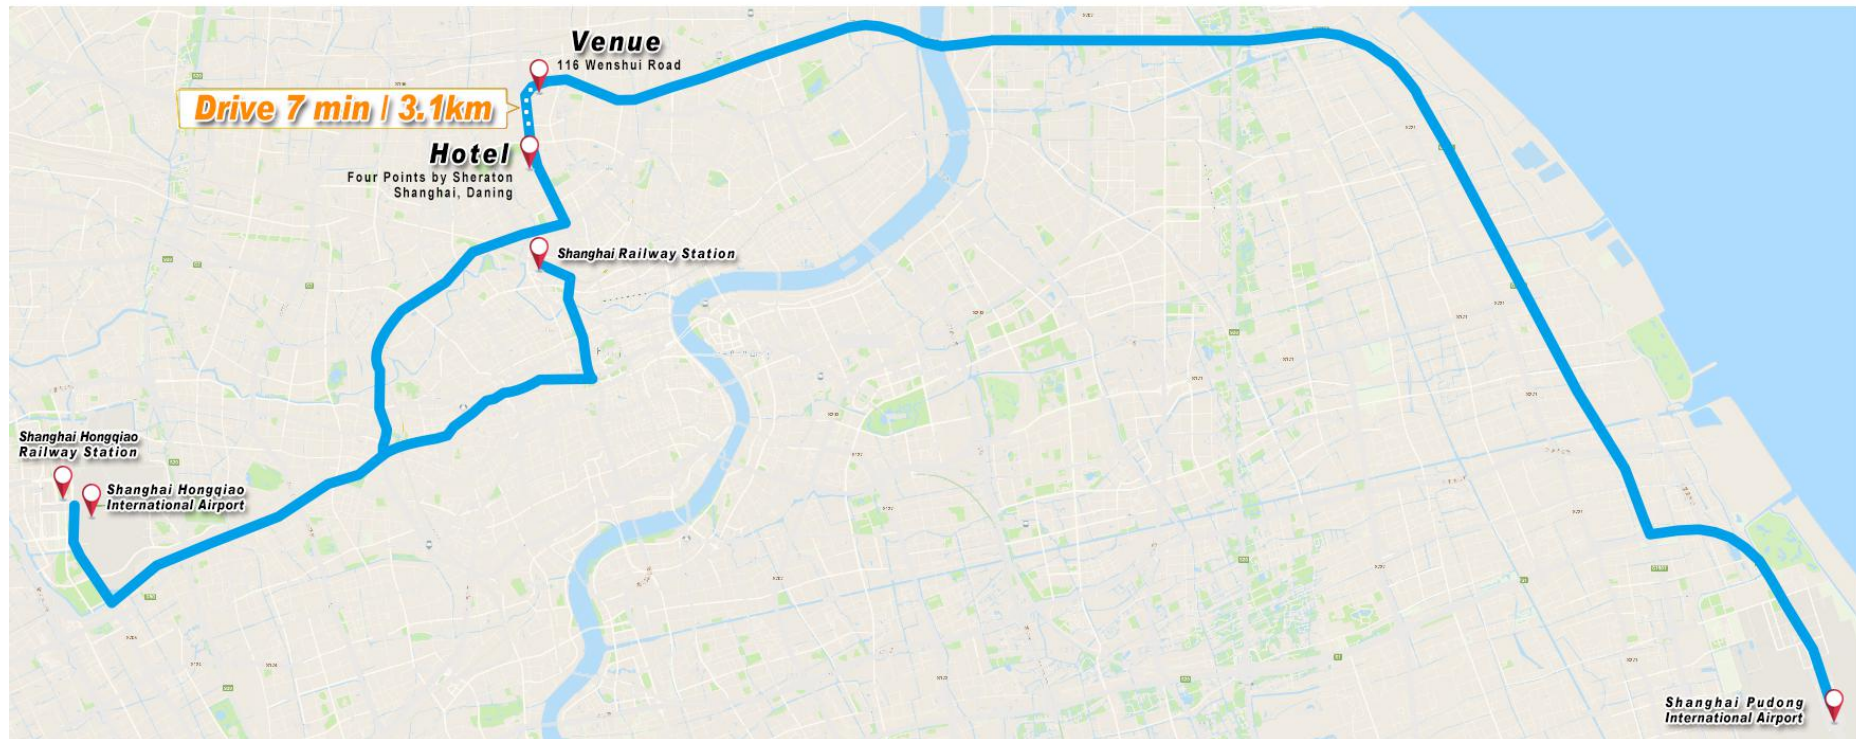 Venue
116 Wenshui Road
Drive 7 min / 3.1km
Hotel
Four Points by Sheraton
Shanghai, Daning
Shanghai Railway Station
Shanghai Hongqiao
Railway Station
Shanghai Hongqiao
International Airport
Shanghai Pudong
International Airport